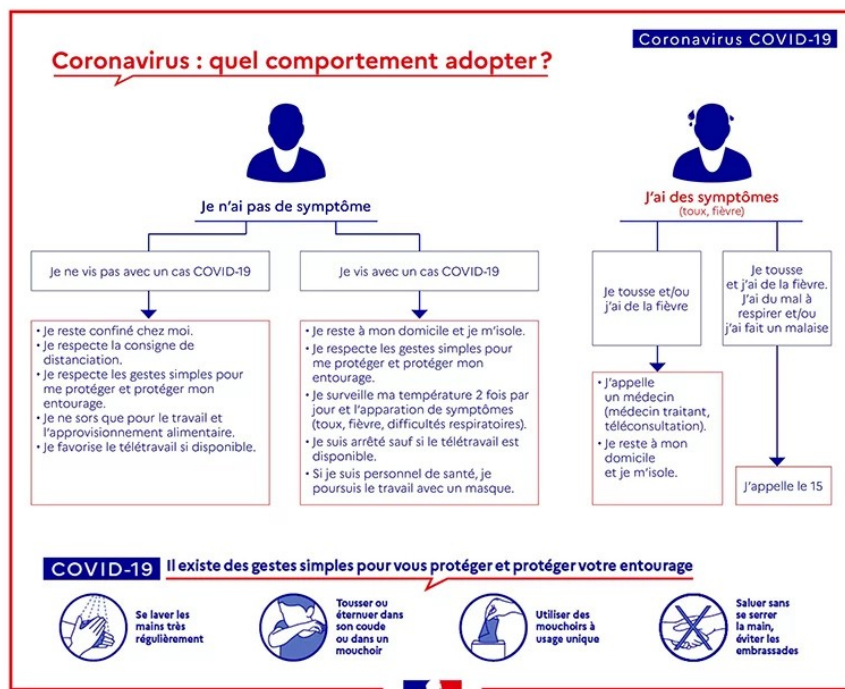 Coronavirus COVID-19
Coronavirus : quel comportement adopter ?
Je n'ai pas de symptôme
Je ne vis pas avec un cas COVID-19
• Je reste confiné chez moi.
• Je respecte la consigne de
distanciation.
• Je respecte les gestes simples pour
me protéger et protéger mon
entourage.
• Je ne sors que pour le travail et
l'approvisionnement alimentaire.
• Je favorise le télétravail si disponible.
Je vis avec un cas COVID-19
• Je reste à mon domicile et je m'isole.
• Je respecte les gestes simples pour
me protéger et protéger mon
entourage.
• Je surveille ma température 2 fois par
jour et l'apparation de symptômes
(toux, fièvre, difficultés respiratoires).
• Je suis arrêté sauf si le télétravail est
disponible.
• Si je suis personnel de santé, je
poursuis le travail avec un masque.
J'ai des symptômes
(toux, fièvre)
Je tousse et/ou
j'ai de la fièvre
• J'appelle
un médecin
(médecin traitant,
téléconsultation).
• Je reste à mon
domicile
et je m'isole.
Je tousse
et j'ai de la fièvre.
J'ai du mal à
respirer et/ou
j'ai fait un malaise
J'appelle le 15
COVID-19 Il existe des gestes simples pour vous protéger et protéger votre entourage
Se laver les
mains très
régulièrement
Tousser ou
éternuer dans
son coude
ou dans un
mouchoir
Utiliser des
mouchoirs à
usage unique
Saluer sans
se serrer
la main,
éviter les
embrassades